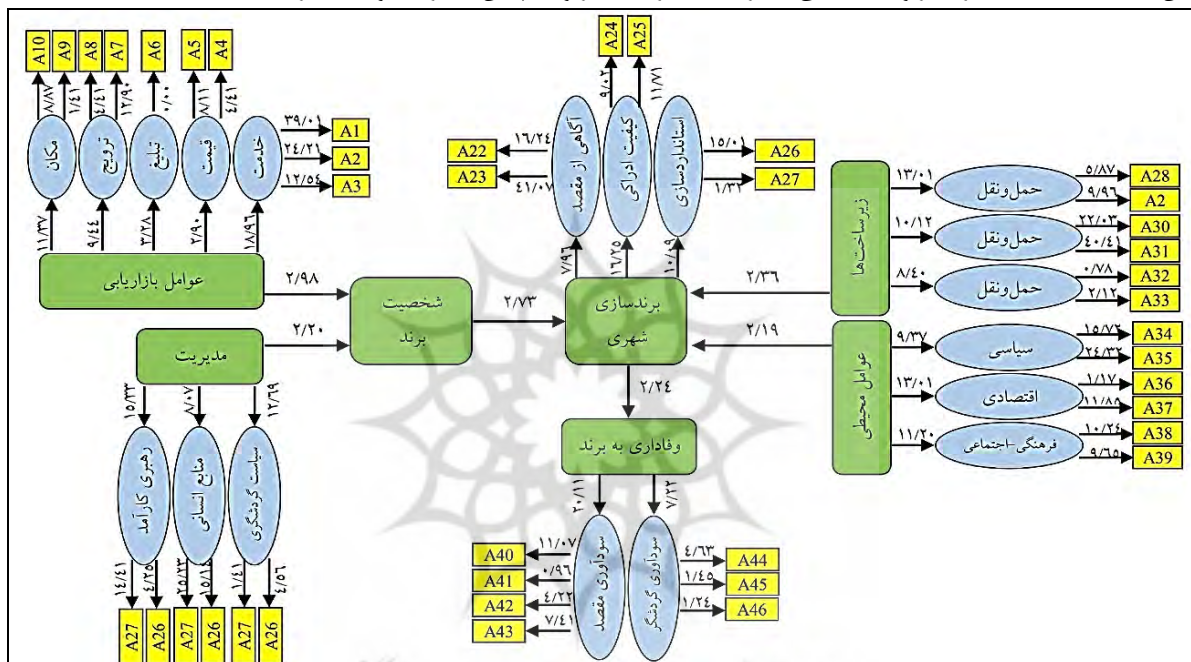 A10
A9
A8
A7
A6
A5
A4
۸/۸۷
۱/۴۱
۴/۴۱
۱۲/۹۰
۰/۰۰
۸/۱۱
۴/۴۱
مکان
ترویج
تبلیغ
قیمت
خدمت
۳۹/۰۱
A1
۲۴/۲۱
A2
۱۲/۵۴
A3
۱۱/۳۷
۹/۴۴
۳/۲۸
۲/۹۰
۱۸/۹۶
عوامل بازاریابی
۲/۹۸
مدیریت
۲/۲۰
شخصیت
برند
۲/۷۳
۱۵/۳۳
۸/۰۷
۱۲/۶۹
رهبری کارآمد
منابع انسانی
سیاست گردشگری
۱۴/۴۱
۴/۲۵
۲۵/۲۳
۱۵/۱۴
۱/۴۱
۴/۵۶
A27
A26
A27
A26
A27
A26
A24
A25
۹/۰۲
۱۱/۷۱
آگاهی از مقصد
کیفیت ادراکی
استانداردسازی
۱۶/۲۴
A22
۴۱/۰۷
A23
۱۵/۰۱
A26
۱/۳۲
A27
۷/۹۶
۱۶/۲۵
۱۰/۰۹
برندسازی
شهری
۲/۳۶
۲/۱۹
۲/۲۴
وفاداری به برند
۲۰/۱۱
۷/۲۲
سودآوری مقصد
سودآوری گردشگر
۱۱/۰۷
A40
۰/۹۶
A41
۴/۲۲
A42
۷/۴۱
A43
۴/۶۳
A44
۱/۴۵
A45
۱/۲۴
A46
زیرساخت‌ها
۱۳/۰۱
حمل‌ونقل
۵/۸۷
A28
۹/۹۶
A2
۱۰/۱۲
حمل‌ونقل
۲۲/۰۳
A30
۴۰/۴۱
A31
۸/۴۰
حمل‌ونقل
۰/۷۸
A32
۲/۱۲
A33
عوامل محیطی
۹/۳۷
سیاسی
۱۵/۷۲
A34
۲۴/۳۲
A35
۱۳/۰۱
اقتصادی
۱/۱۷
A36
۱۱/۸۸
A37
۱۱/۲۰
فرهنگی-اجتماعی
۱۰/۲۴
A38
۹/۶۵
A39